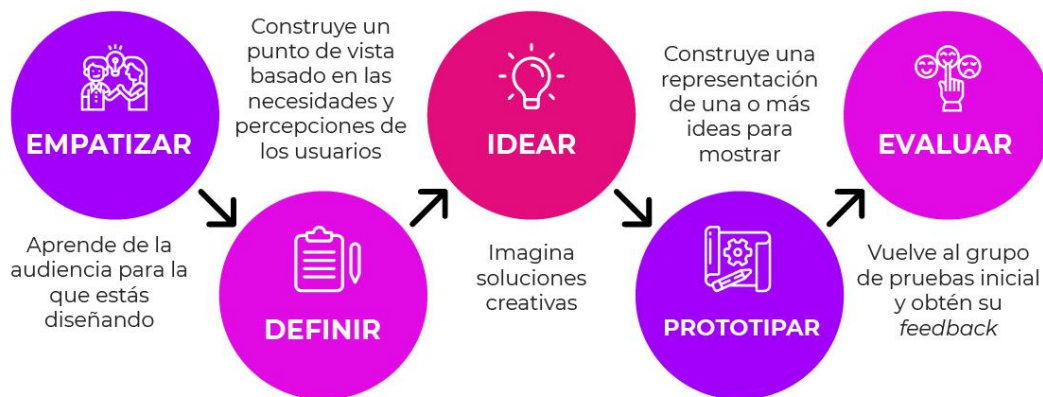 EMPATIZAR
Aprende de la
audiencia para la
que estás
diseñando
Construye un
punto de vista
basado en las
necesidades y
percepciones de
los usuarios
DEFINIR
IDEAR
Imagina
soluciones
creativas
Construye una
representación
de una o más
ideas para
mostrar
PROTOTIPAR
EVALUAR
Vuelve al grupo
de pruebas inicial
y obtén su
feedback